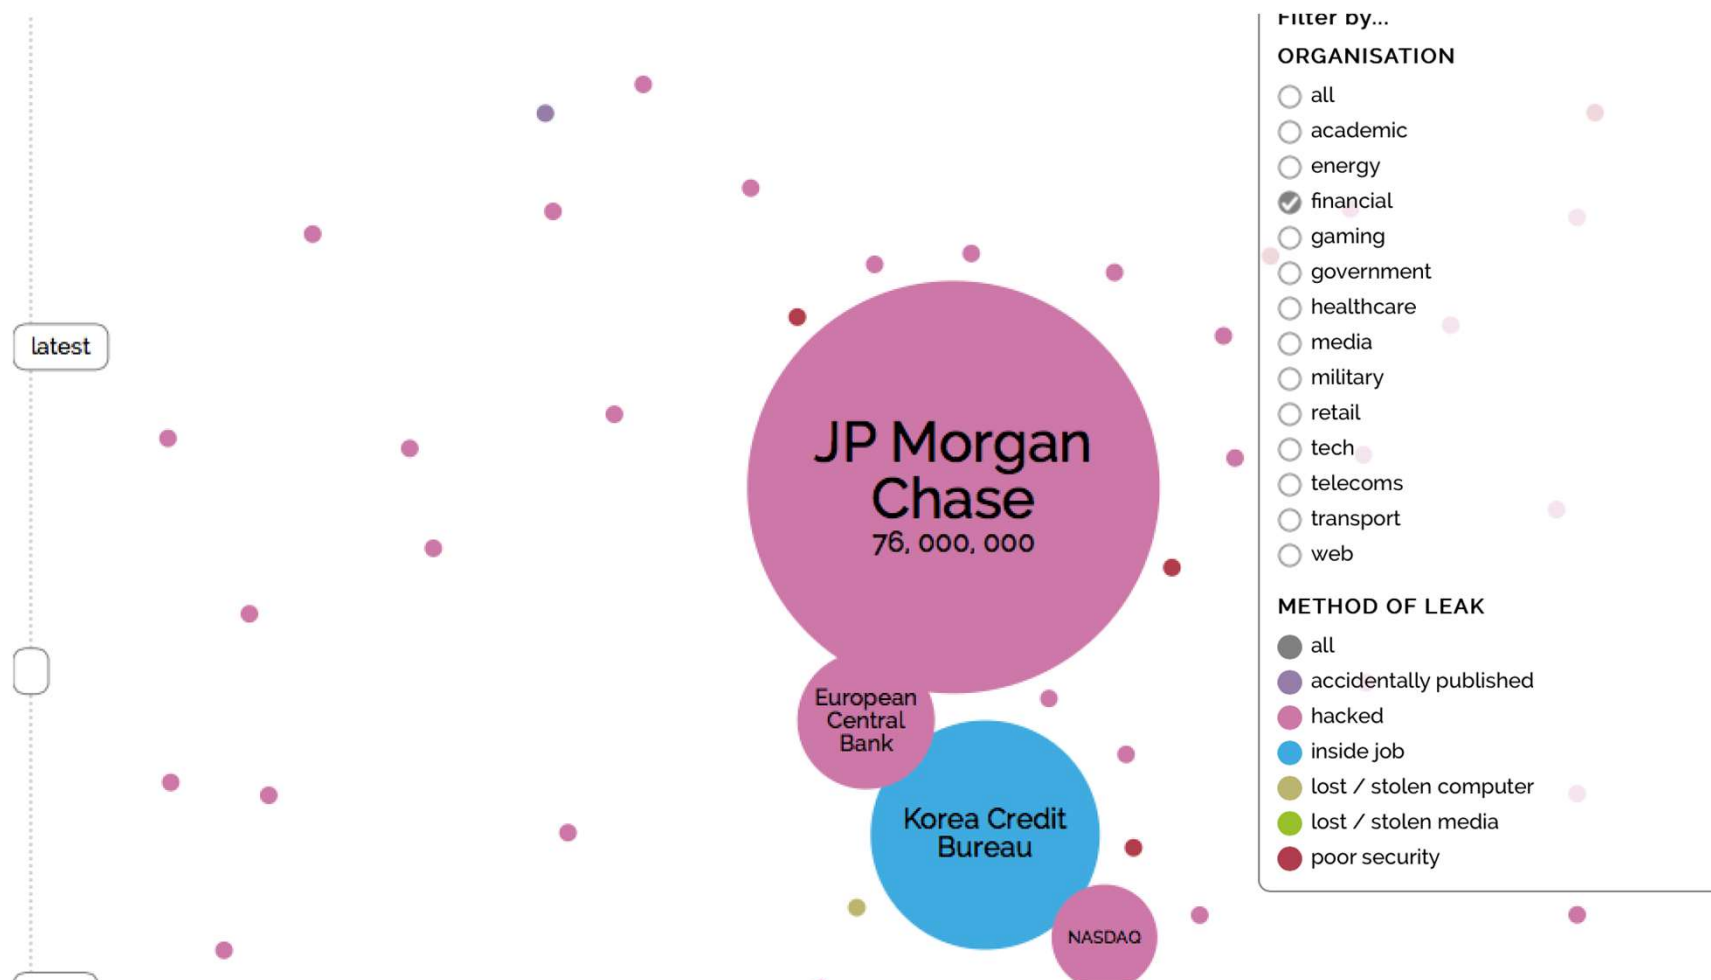 Filter by...
ORGANISATION
all
academic
energy
financial
gaming
government
healthcare
media
military
retail
tech
telecoms
transport
web
METHOD OF LEAK
all
accidentally published
hacked
inside job
lost / stolen computer
lost / stolen media
poor security
latest
JP Morgan
Chase
76, 000, 000
European
Central
Bank
Korea Credit
Bureau
NASDAQ